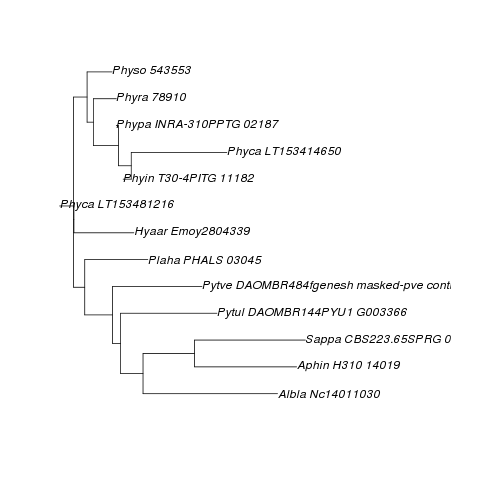 Physo 543553
Phyra 78910
Phypa INRA-310PPTG 02187
Phyca LT153414650
Phyin T30-4PITG 11182
Phyca LT153481216
Hyaar Emoy2804339
Plaha PHALS 03045
Pytve DAOMBR484fgenesh masked-pve cont
Pytul DAOMBR144PYU1 G003366
Sappa CBS223.65SPRG 0
Aphin H310 14019
Albla Nc14011030